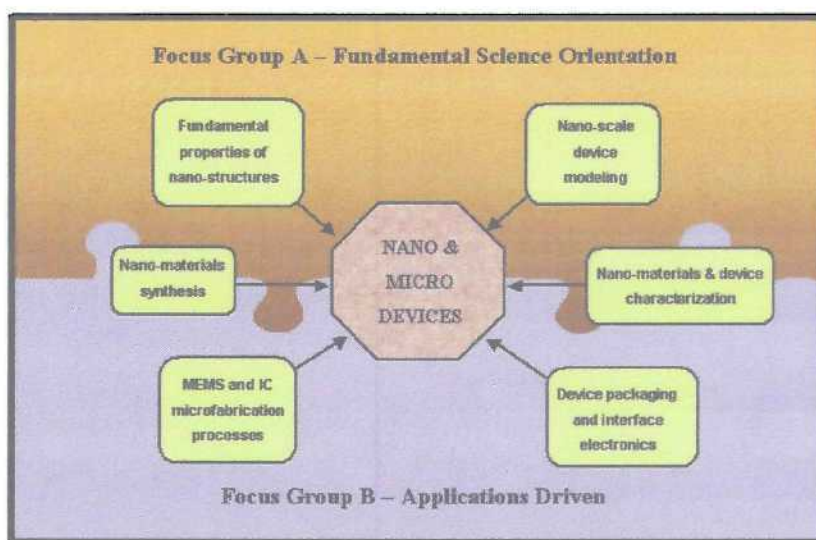 Focus Group A – Fundamental Science Orientation
Fundamental
properties of
nano-structures
Nano-scale
device
modeling
NANO &
MICRO
DEVICES
Nano-materials
synthesis
Nano-materials & device
characterization
MEMS and IC
microfabrication
processes
Device packaging
and interface
electronics
Focus Group B – Applications Driven